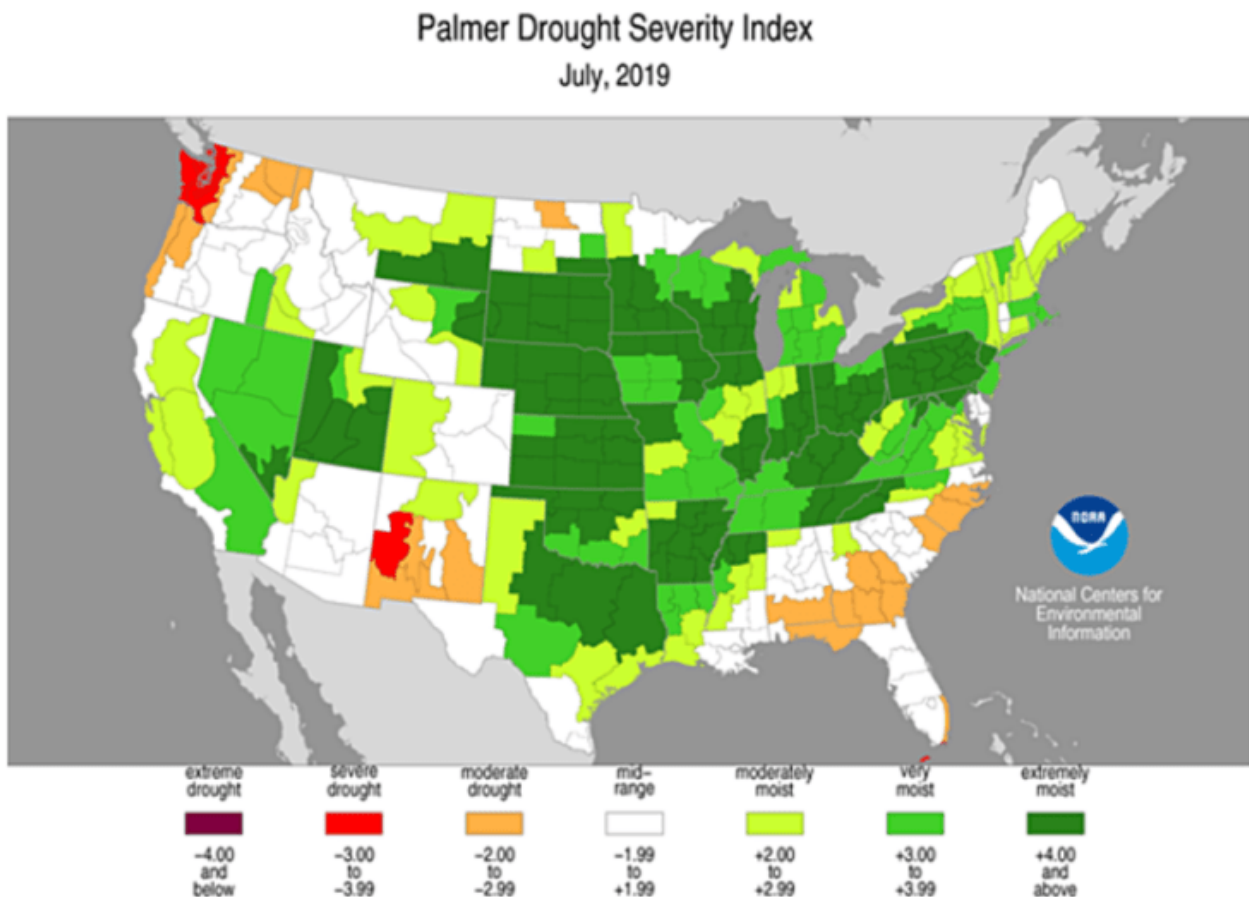 Palmer Drought Severity Index
July, 2019
NOAA
National Centers for
Environmental
Information
extreme drought
severe drought
moderate drought
mid-range
moderately moist
very moist
extremely moist
−4.00 and below
−3.00 to −3.99
−2.00 to −2.99
−1.99 to +1.99
+2.00 to +2.99
+3.00 to +3.99
+4.00 and above